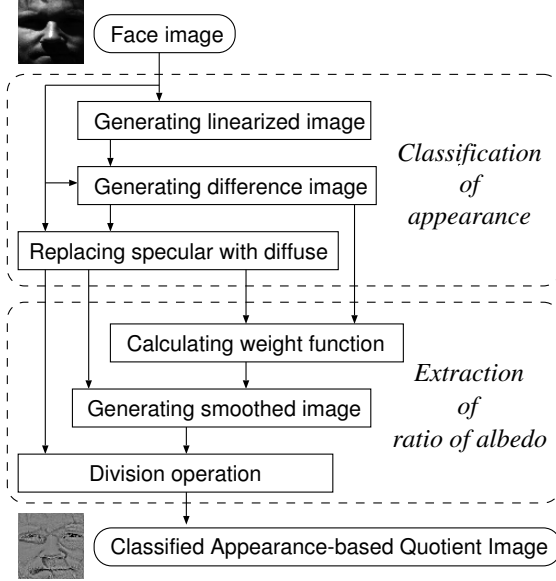 Face image
Generating linearized image
Classification
of
appearance
Generating difference image
Replacing specular with diffuse
Calculating weight function
Extraction
of
ratio of albedo
Generating smoothed image
Division operation
Classified Appearance-based Quotient Image